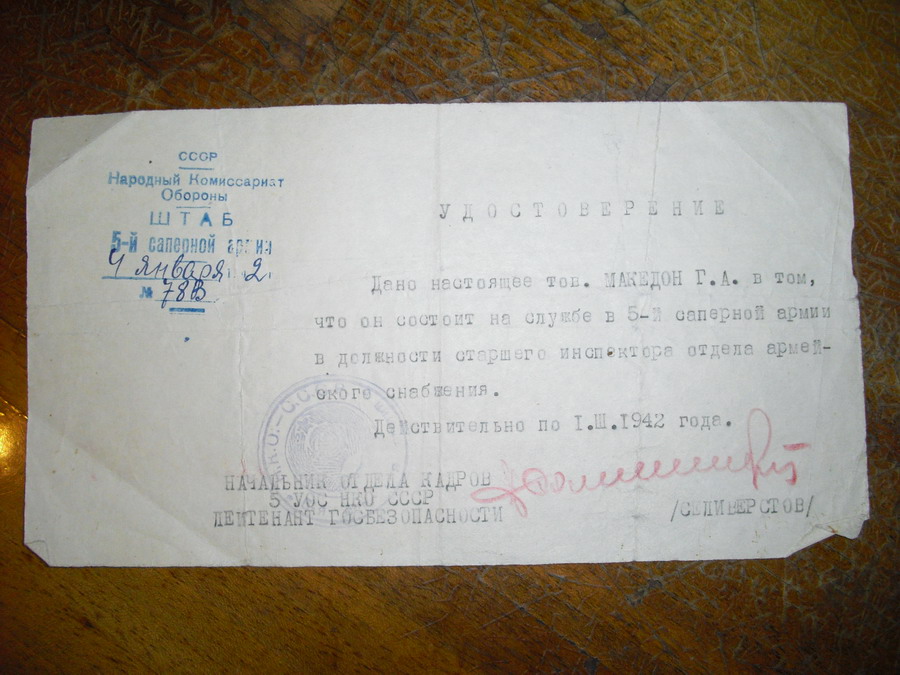 СССР
Народный Комиссариат
Обороны
ШТАБ
5-й саперной армии
4 января 2.
№ 78В
УДОСТОВЕРЕНИЕ
Дано настоящее тов. МАКЕДОН Г.А. в том,
что он состоит на службе в 5-й саперной армии
в должности старшего инспектора отдела армей-
ского снабжения.
Действительно по I.Ш.1942 года.
Н.К.О.-С.С.С.Р.
НАЧАЛЬНИК ОТДЕЛА КАДРОВ
5 УОС НКО СССР
ЛЕЙТЕНАНТ ГОСБЕЗОПАСНОСТИ
/СЕЛИВЕРСТОВ/